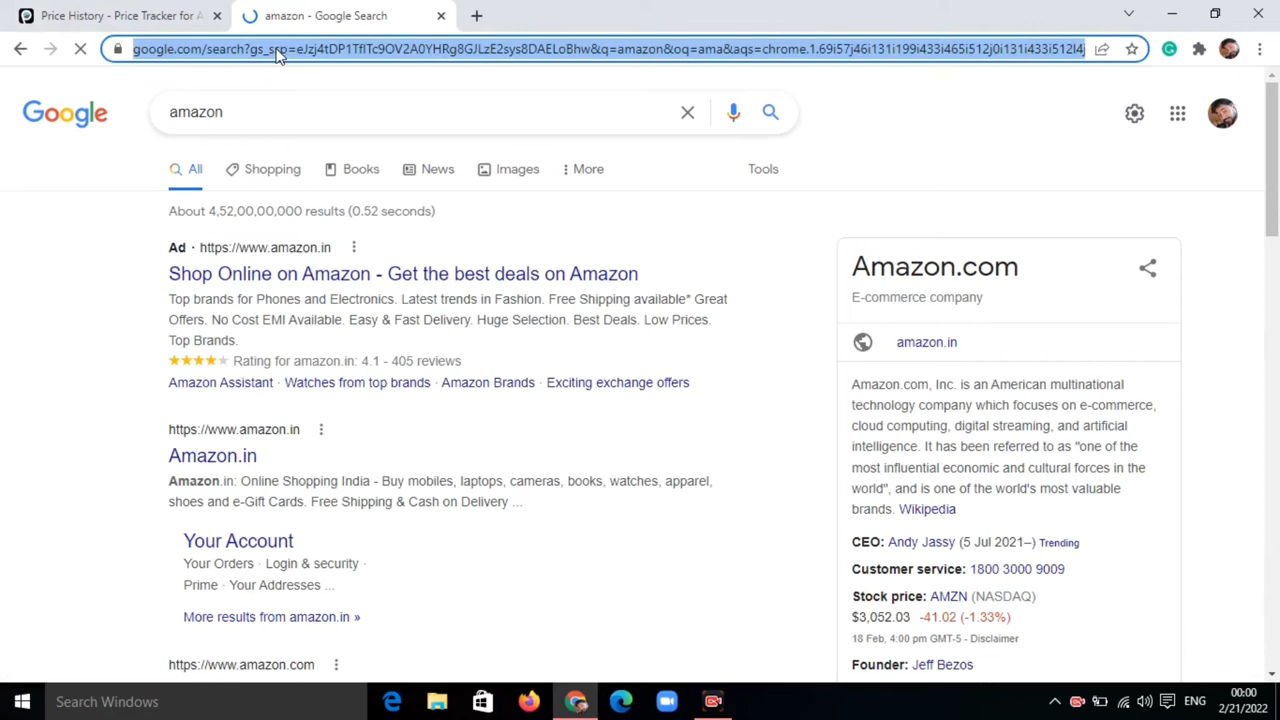 Price History - Price Tracker for A
amazon - Google Search
google.com/search?gs_ssp=eJzj4tDP1TflTc9OV2A0YHRg8GJLzE2sys8DAELoBhw&q=amazon&oq=ama&aqs=chrome.1.69i57j46i131i199i433i465i512j0i131i433i512l4j
Google
amazon
All
Shopping
Books
News
Images
More
Tools
About 4,52,00,00,000 results (0.52 seconds)
Ad · https://www.amazon.in
Shop Online on Amazon - Get the best deals on Amazon
Top brands for Phones and Electronics. Latest trends in Fashion. Free Shipping available* Great
Offers. No Cost EMI Available. Easy & Fast Delivery. Huge Selection. Best Deals. Low Prices.
Top Brands.
Rating for amazon.in: 4.1 - 405 reviews
Amazon Assistant · Watches from top brands · Amazon Brands · Exciting exchange offers
https://www.amazon.in
Amazon.in
Amazon.in: Online Shopping India - Buy mobiles, laptops, cameras, books, watches, apparel,
shoes and e-Gift Cards. Free Shipping & Cash on Delivery ...
Your Account
Your Orders · Login & security ·
Prime · Your Addresses ...
More results from amazon.in »
https://www.amazon.com
Amazon.com
E-commerce company
amazon.in
Amazon.com, Inc. is an American multinational
technology company which focuses on e-commerce,
cloud computing, digital streaming, and artificial
intelligence. It has been referred to as "one of the
most influential economic and cultural forces in the
world", and is one of the world's most valuable
brands. Wikipedia
CEO: Andy Jassy (5 Jul 2021–) Trending
Customer service: 1800 3000 9009
Stock price: AMZN (NASDAQ)
$3,052.03 -41.02 (-1.33%)
18 Feb, 4:00 pm GMT-5 - Disclaimer
Founder: Jeff Bezos
Search Windows
ENG
00:00
2/21/2022